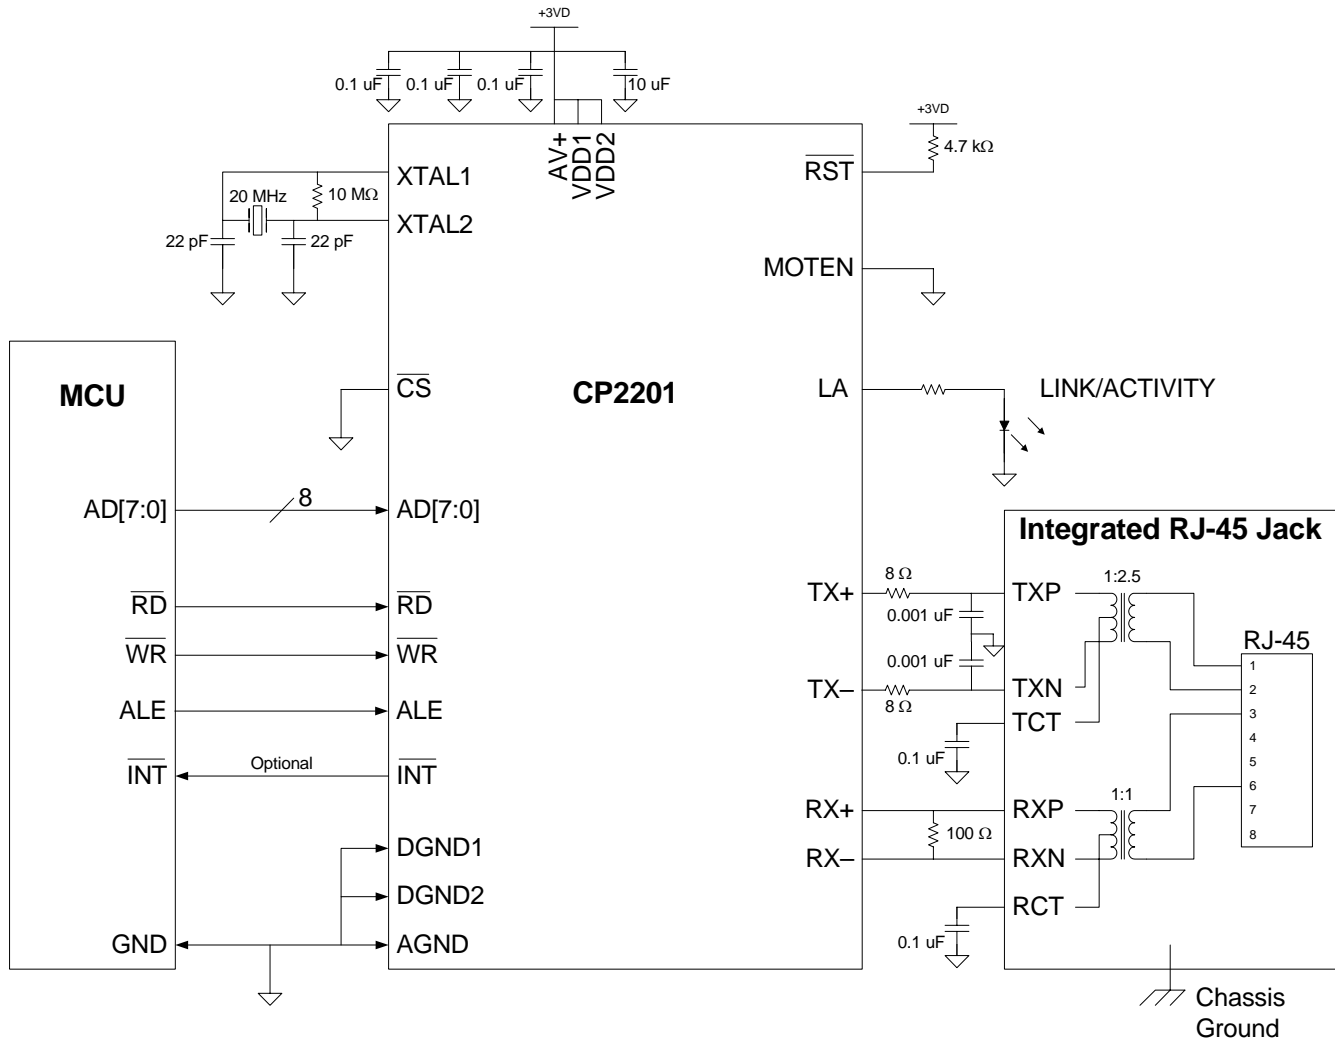 +3VD
0.1 uF 0.1 uF 0.1 uF 10 uF
+3VD
4.7 kΩ
AV+
VDD1
VDD2
XTAL1
RST
20 MHz
10 MΩ
XTAL2
22 pF
22 pF
MOTEN
MCU
CS
CP2201
LA
LINK/ACTIVITY
AD[7:0]
8
AD[7:0]
Integrated RJ-45 Jack
RD
RD
TX+
8 Ω
0.001 uF
TXP
1:2.5
WR
WR
0.001 uF
RJ-45
1
2
3
4
5
6
7
8
ALE
ALE
TX–
8 Ω
TXN
TCT
0.1 uF
INT
Optional
INT
RX+
RXP
1:1
100 Ω
DGND1
RX–
RXN
DGND2
RCT
0.1 uF
GND
AGND
Chassis
Ground